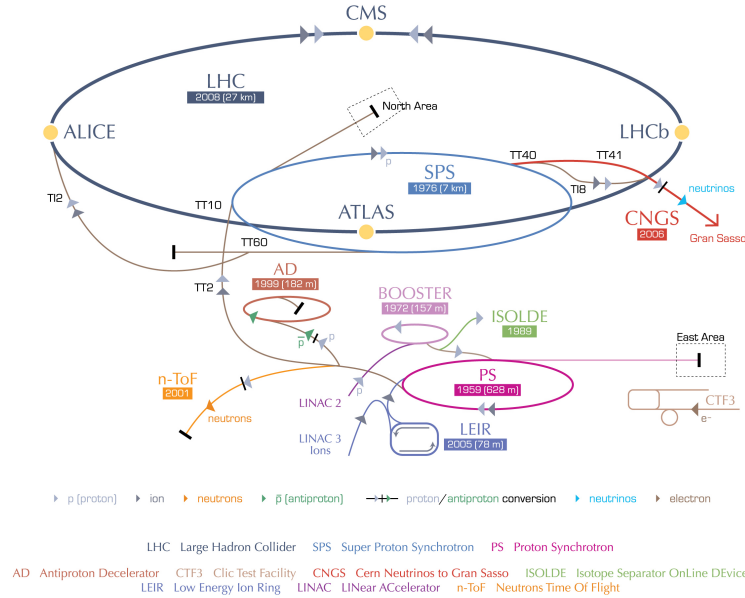 CMS
LHC
2008 (27 km)
North Area
ALICE
LHCb
TT40
TT41
p
SPS
1976 (7 km)
neutrinos
TI2
TI8
TT10
ATLAS
CNGS
2006
Gran Sasso
TT60
AD
1999 (182 m)
TT2
BOOSTER
1972 (157 m)
ISOLDE
1989
p̅
p
East Area
n-ToF
2001
PS
1959 (628 m)
LINAC 2
p
neutrons
CTF3
e-
LINAC 3
Ions
LEIR
2005 (78 m)
p (proton) ion neutrons p̅ (antiproton) proton/antiproton conversion neutrinos electron
LHC Large Hadron Collider SPS Super Proton Synchrotron PS Proton Synchrotron
AD Antiproton Decelerator CTF3 Clic Test Facility CNGS Cern Neutrinos to Gran Sasso ISOLDE Isotope Separator OnLine DEvice
LEIR Low Energy Ion Ring LINAC LINear ACcelerator n-ToF Neutrons Time Of Flight